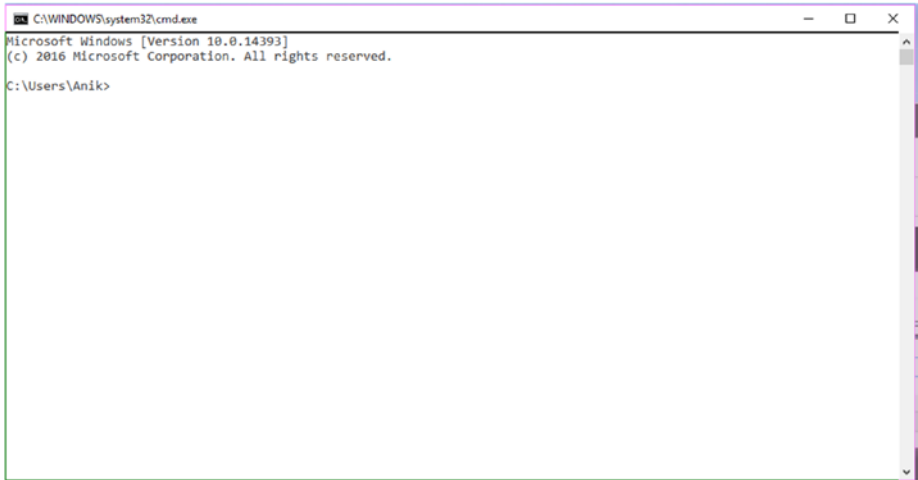 C:\WINDOWS\system32\cmd.exe
Microsoft Windows [Version 10.0.14393]
(c) 2016 Microsoft Corporation. All rights reserved.
C:\Users\Anik>